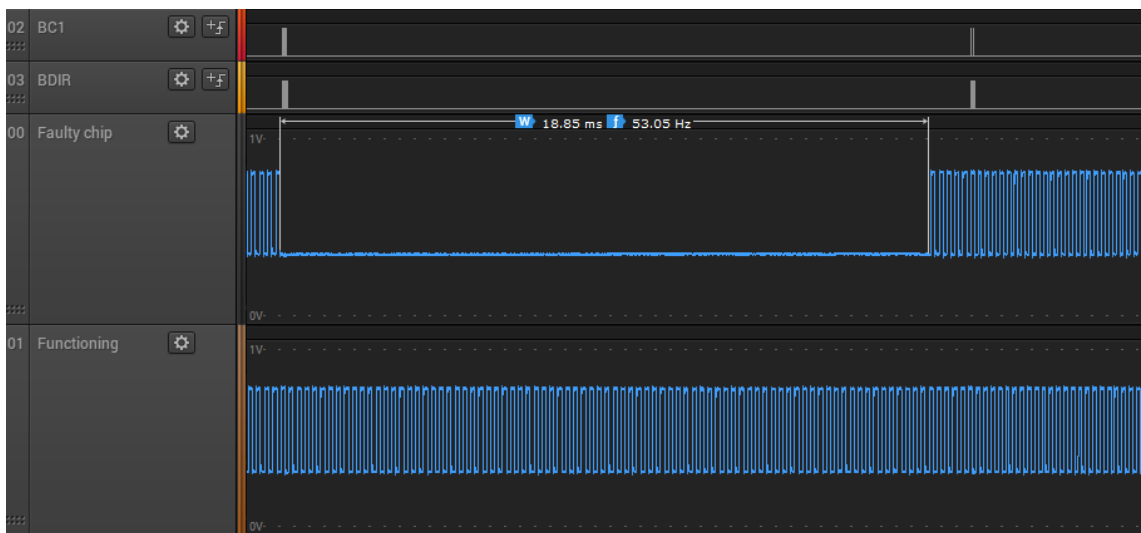 02 BC1
03 BDIR
W 18.85 ms f 53.05 Hz
00 Faulty chip
1V
0V
01 Functioning
1V
0V